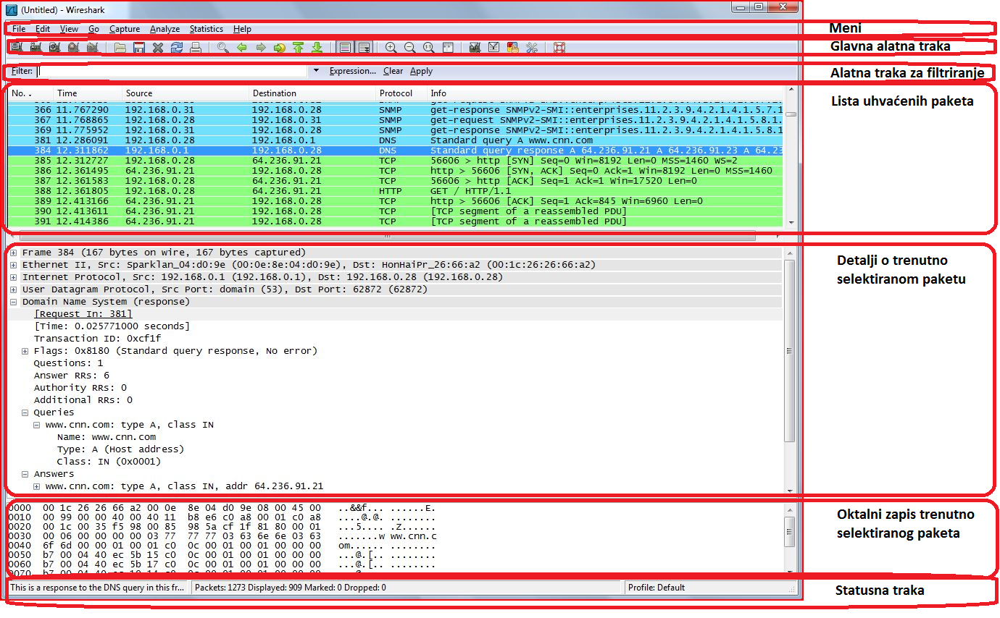 (Untitled) - Wireshark
File Edit View Go Capture Analyze Statistics Help
Meni
Glavna alatna traka
Filter: Expression... Clear Apply
Alatna traka za filtriranje
No. . Time Source Destination Protocol Info
Lista uhvaćenih paketa
366 11.767290 192.168.0.31 192.168.0.28 SNMP get-response SNMPv2-SMI::enterprises.11.2.3.9.4.2.1.4.1.5.7.1
367 11.768865 192.168.0.28 192.168.0.31 SNMP get-request SNMPv2-SMI::enterprises.11.2.3.9.4.2.1.4.1.5.8.1
369 11.775952 192.168.0.31 192.168.0.28 SNMP get-response SNMPv2-SMI::enterprises.11.2.3.9.4.2.1.4.1.5.8.1
381 12.286091 192.168.0.28 192.168.0.1 DNS Standard query A www.cnn.com
384 12.311862 192.168.0.1 192.168.0.28 DNS Standard query response A 64.236.91.21 A 64.236.91.23 A 64.23
385 12.312727 192.168.0.28 64.236.91.21 TCP 56606 > http [SYN] Seq=0 Win=8192 Len=0 MSS=1460 WS=2
386 12.361495 64.236.91.21 192.168.0.28 TCP http > 56606 [SYN, ACK] Seq=0 Ack=1 Win=8192 Len=0 MSS=1460
387 12.361583 192.168.0.28 64.236.91.21 TCP 56606 > http [ACK] Seq=1 Ack=1 Win=17520 Len=0
388 12.361805 192.168.0.28 64.236.91.21 HTTP GET / HTTP/1.1
389 12.413166 64.236.91.21 192.168.0.28 TCP http > 56606 [ACK] Seq=1 Ack=845 Win=6960 Len=0
390 12.413611 64.236.91.21 192.168.0.28 TCP [TCP segment of a reassembled PDU]
391 12.414386 64.236.91.21 192.168.0.28 TCP [TCP segment of a reassembled PDU]
Frame 384 (167 bytes on wire, 167 bytes captured)
Ethernet II, Src: Sparklan_04:d0:9e (00:0e:8e:04:d0:9e), Dst: HonHaiPr_26:66:a2 (00:1c:26:26:66:a2)
Internet Protocol, Src: 192.168.0.1 (192.168.0.1), Dst: 192.168.0.28 (192.168.0.28)
User Datagram Protocol, Src Port: domain (53), Dst Port: 62872 (62872)
Domain Name System (response)
[Request In: 381]
[Time: 0.025771000 seconds]
Transaction ID: 0xcf1f
Flags: 0x8180 (Standard query response, No error)
Questions: 1
Answer RRs: 6
Authority RRs: 0
Additional RRs: 0
Queries
www.cnn.com: type A, class IN
Name: www.cnn.com
Type: A (Host address)
Class: IN (0x0001)
Answers
www.cnn.com: type A, class IN, addr 64.236.91.21
Detalji o trenutno
selektiranom paketu
0000 00 1c 26 26 66 a2 00 0e 8e 04 d0 9e 08 00 45 00 ..&&f... ......E.
0010 00 99 00 00 40 00 40 11 b8 e6 c0 a8 00 01 c0 a8 ....@.@. ........
0020 00 1c 00 35 f5 98 00 85 98 5a cf 1f 81 80 00 01 ...5.... .Z......
0030 00 06 00 00 00 00 03 77 77 77 03 63 6e 6e 03 63 .......w ww.cnn.c
0040 6f 6d 00 00 01 00 01 c0 0c 00 01 00 01 00 00 00 om...... ........
0050 b7 00 04 40 ec 5b 15 c0 0c 00 01 00 01 00 00 00 ...@.[.. ........
0060 b7 00 04 40 ec 5b 17 c0 0c 00 01 00 01 00 00 00 ...@.[.. ........
Oktalni zapis trenutno
selektiranog paketa
This is a response to the DNS query in this fr... Packets: 1273 Displayed: 909 Marked: 0 Dropped: 0 Profile: Default
Statusna traka